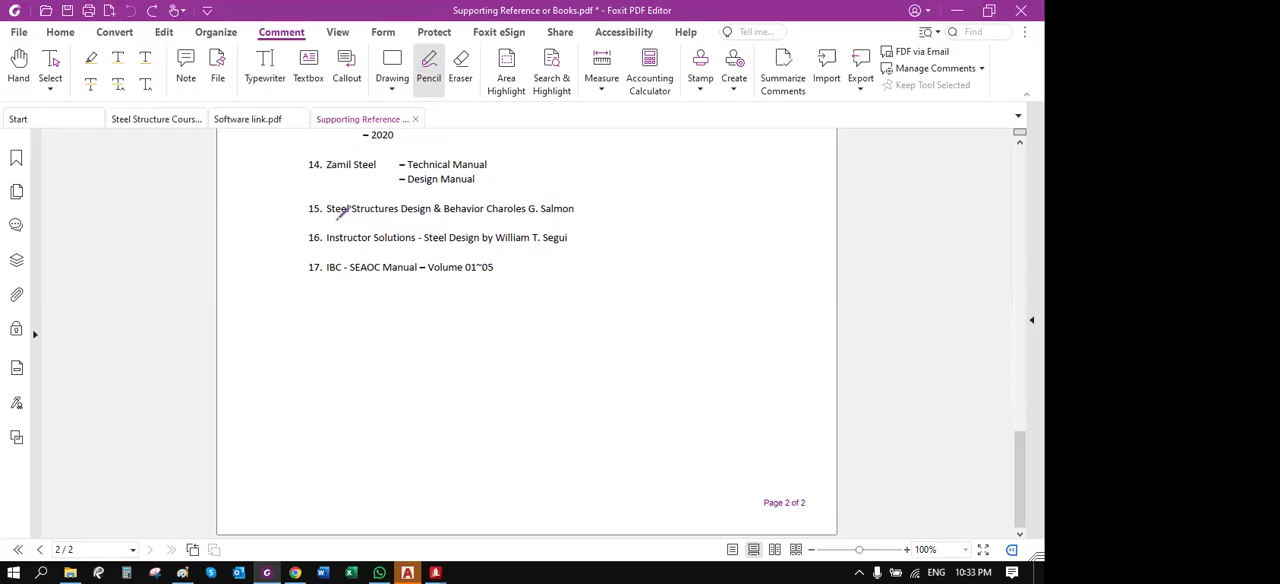 Supporting Reference or Books.pdf * - Foxit PDF Editor
File Home Convert Edit Organize Comment View Form Protect Foxit eSign Share Accessibility Help Tell me... Find
Hand Select Note File Typewriter Textbox Callout Drawing Pencil Eraser Area Highlight Search & Highlight Measure Accounting Calculator Stamp Create Summarize Comments Import Export
FDF via Email
Manage Comments
Keep Tool Selected
Start Steel Structure Cours... Software link.pdf Supporting Reference ...
– 2020
14. Zamil Steel – Technical Manual
– Design Manual
15. Steel Structures Design & Behavior Charoles G. Salmon
16. Instructor Solutions - Steel Design by William T. Segui
17. IBC - SEAOC Manual – Volume 01~05
Page 2 of 2
2 / 2 100%
ENG 10:33 PM